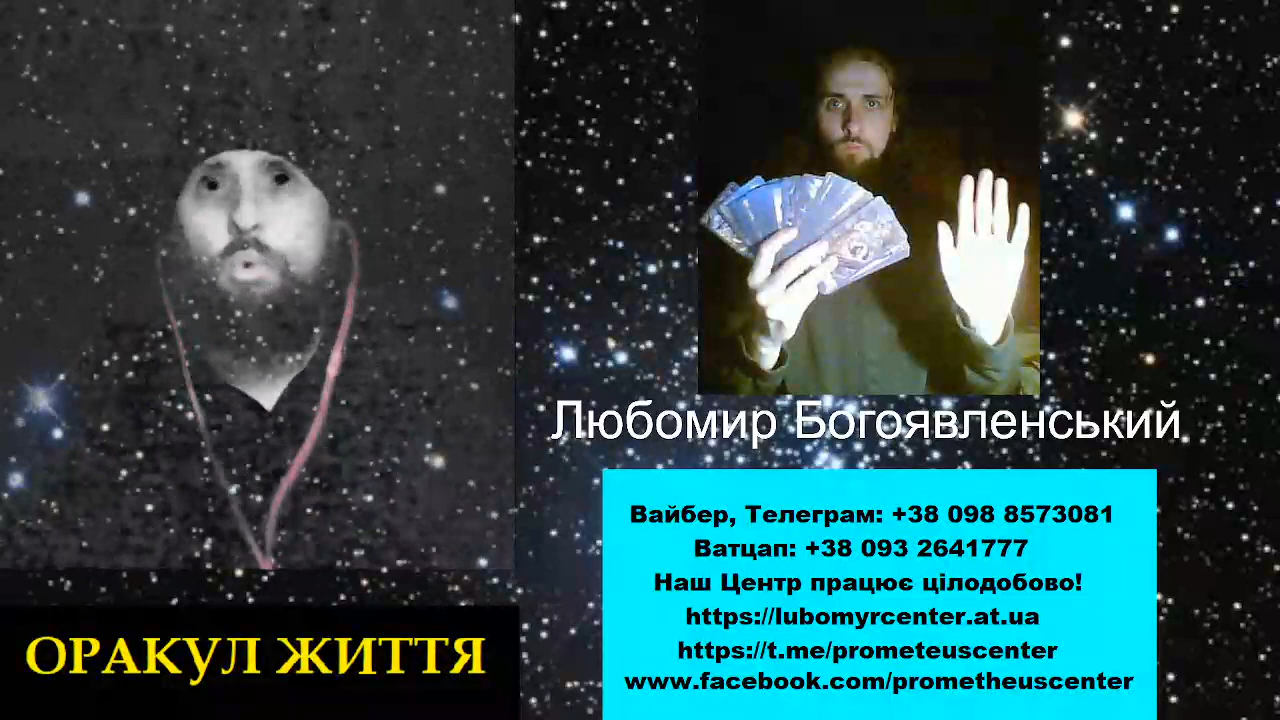 Любомир Богоявленський
Вайбер, Телеграм: +38 098 8573081
Ватцап: +38 093 2641777
Наш Центр працює цілодобово!
https://lubomyrcenter.at.ua
https://t.me/prometeuscenter
www.facebook.com/prometheuscenter
ОРАКУЛ ЖИТТЯ